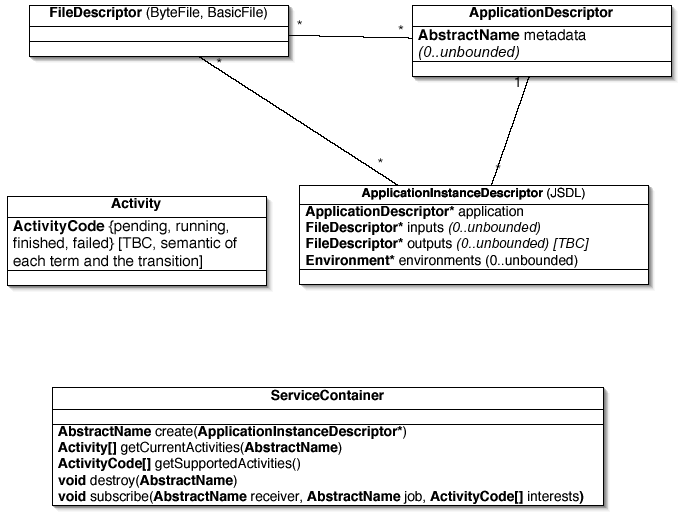 FileDescriptor (ByteFile, BasicFile)
ApplicationDescriptor
AbstractName metadata
(0..unbounded)
*
*
*
1
*
*
Activity
ActivityCode {pending, running,
finished, failed} [TBC, semantic of
each term and the transition]
ApplicationInstanceDescriptor (JSDL)
ApplicationDescriptor* application
FileDescriptor* inputs (0..unbounded)
FileDescriptor* outputs (0..unbounded) [TBC]
Environment* environments (0..unbounded)
ServiceContainer
AbstractName create(ApplicationInstanceDescriptor*)
Activity[] getCurrentActivities(AbstractName)
ActivityCode[] getSupportedActivities()
void destroy(AbstractName)
void subscribe(AbstractName receiver, AbstractName job, ActivityCode[] interests)